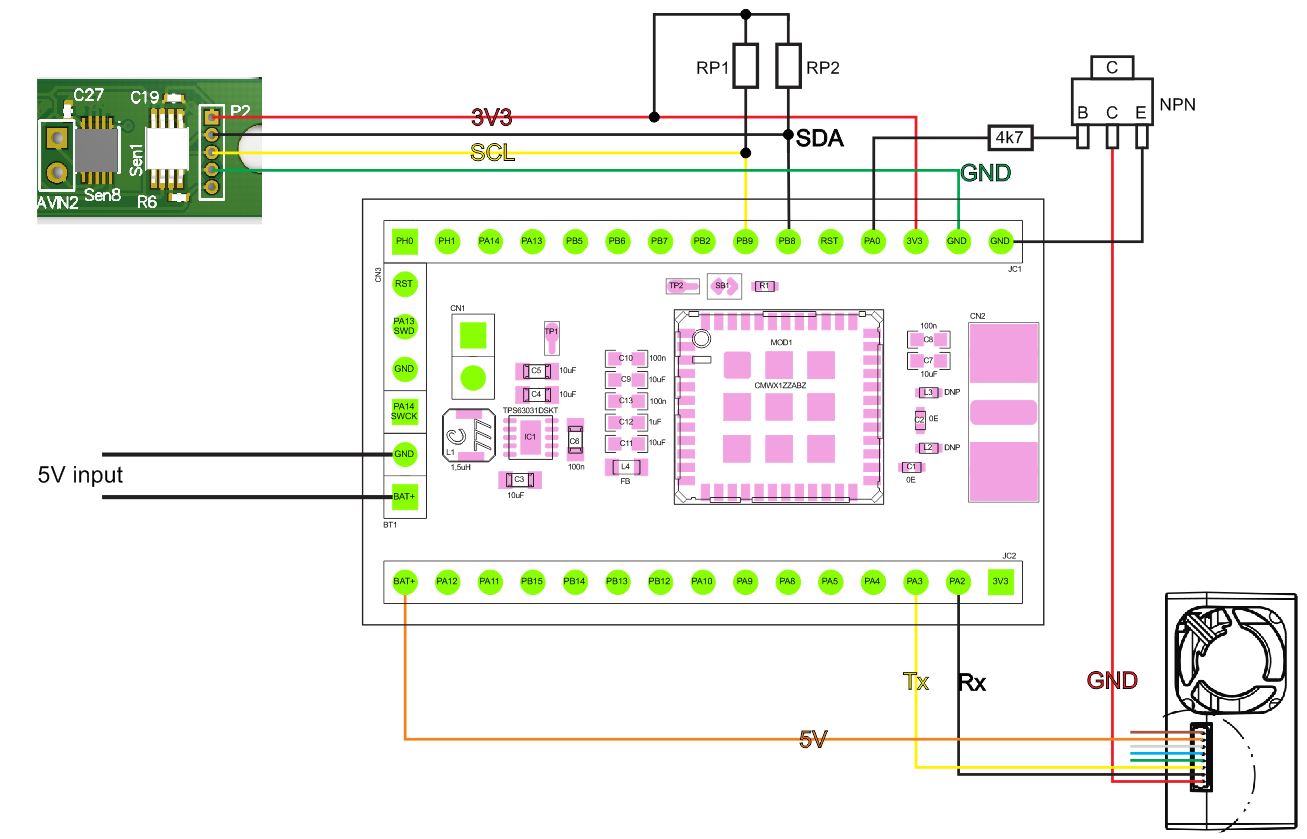 RP1
RP2
C
B C E
NPN
4k7
C27
C19
P2
Sen1
Sen8
AVIN2
R6
3V3
SDA
SCL
GND
PH0 PH1 PA14 PA13 PB5 PB6 PB7 PB2 PB9 PB8 RST PA0 3V3 GND GND
JC1
CN3
RST
PA13
SWD
GND
PA14
SWCK
GND
BAT+
BT1
5V input
CN1
TP1
TP2
SB1
R1
C5 10uF
C4 10uF
TPS63031DSKT
IC1
L1
1,5uH
C6
100n
C3
10uF
C10 100n
C9 10uF
C13 100n
C12 1uF
C11 10uF
L4
FB
MOD1
CMWX1ZZABZ
100n
C8
C7
10uF
L3 DNP
C2 0E
L2 DNP
C1
0E
CN2
JC2
BAT+ PA12 PA11 PB15 PB14 PB13 PB12 PA10 PA9 PA8 PA5 PA4 PA3 PA2 3V3
Tx
Rx
GND
5V